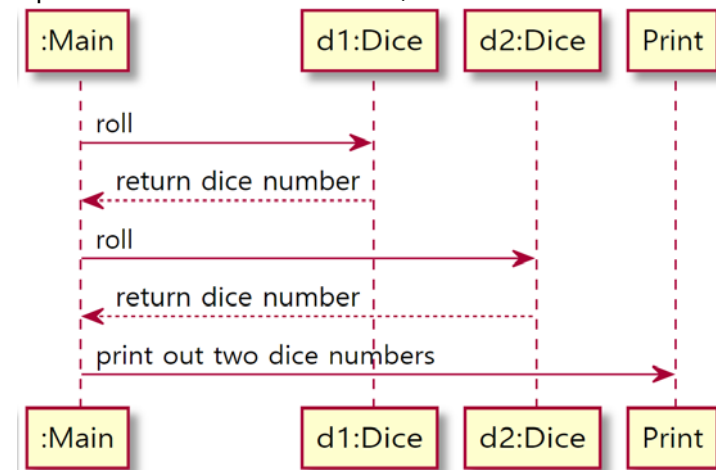 :Main d1:Dice d2:Dice Print
roll
return dice number
roll
return dice number
print out two dice numbers
:Main d1:Dice d2:Dice Print